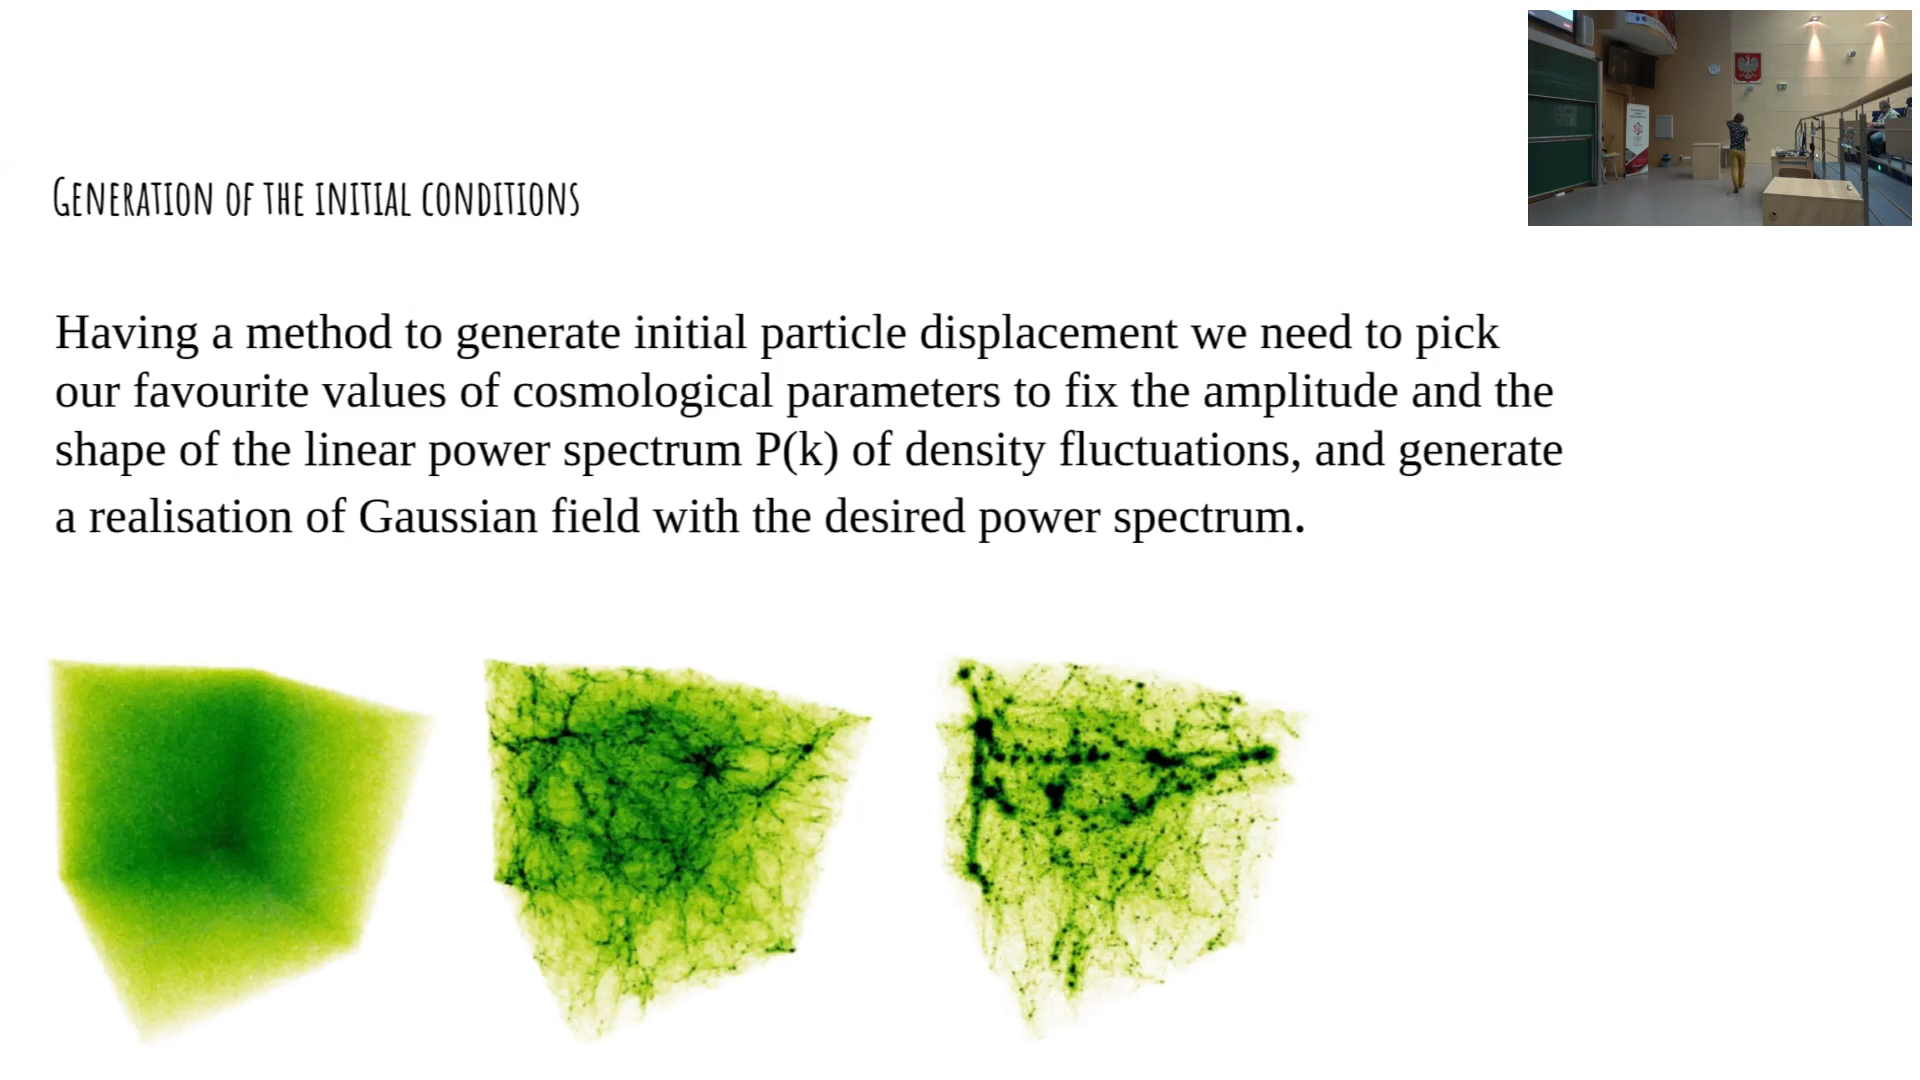 Generation of the initial conditions
Having a method to generate initial particle displacement we need to pick
our favourite values of cosmological parameters to fix the amplitude and the
shape of the linear power spectrum P(k) of density fluctuations, and generate
a realisation of Gaussian field with the desired power spectrum.